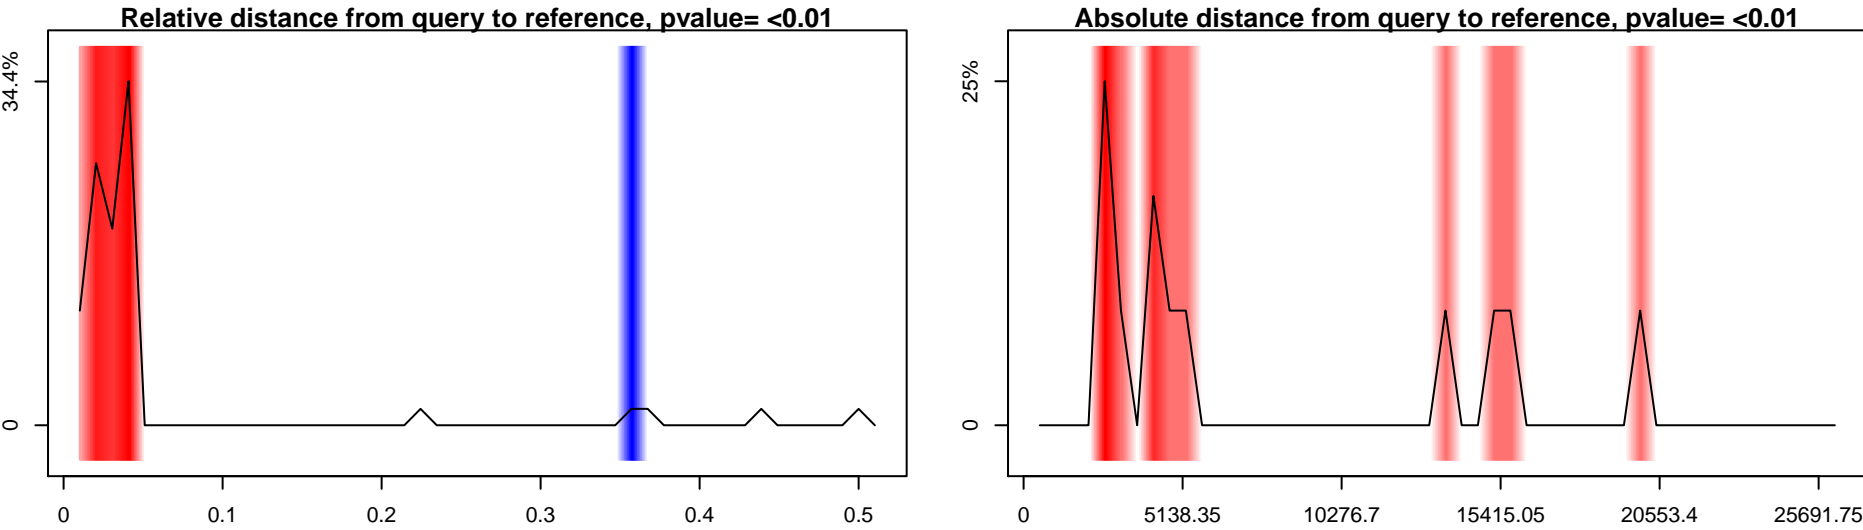 Relative distance from query to reference, pvalue= <0.01
34.4%
0
0 0.1 0.2 0.3 0.4 0.5
Absolute distance from query to reference, pvalue= <0.01
25%
0
0 5138.35 10276.7 15415.05 20553.4 25691.75